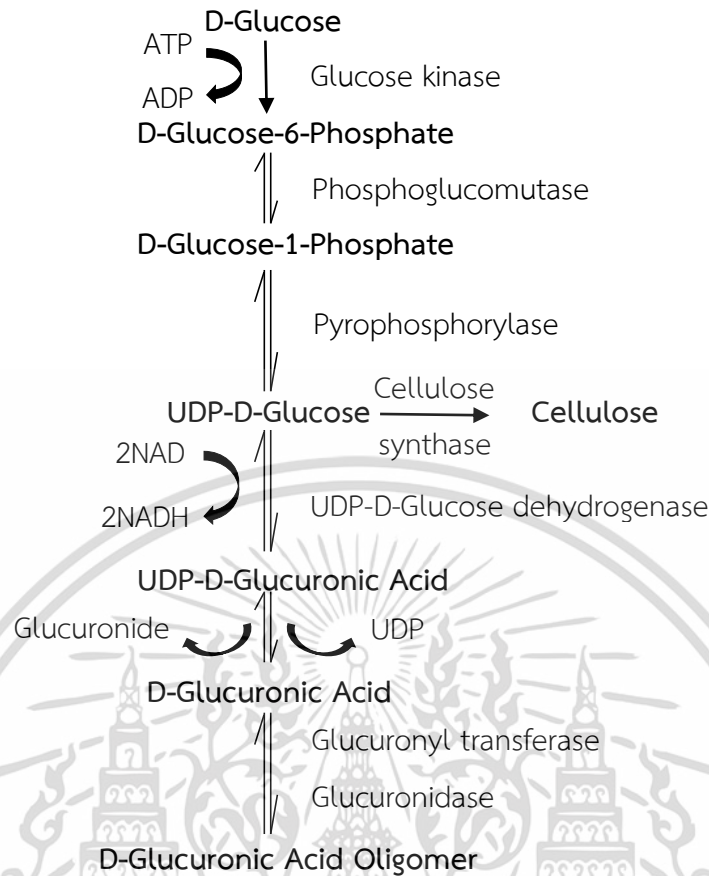 D-Glucose
ATP
Glucose kinase
ADP
D-Glucose-6-Phosphate
Phosphoglucomutase
D-Glucose-1-Phosphate
Pyrophosphorylase
UDP-D-Glucose
Cellulose
synthase
Cellulose
2NAD
2NADH
UDP-D-Glucose dehydrogenase
UDP-D-Glucuronic Acid
Glucuronide
UDP
D-Glucuronic Acid
Glucuronyl transferase
Glucuronidase
D-Glucuronic Acid Oligomer